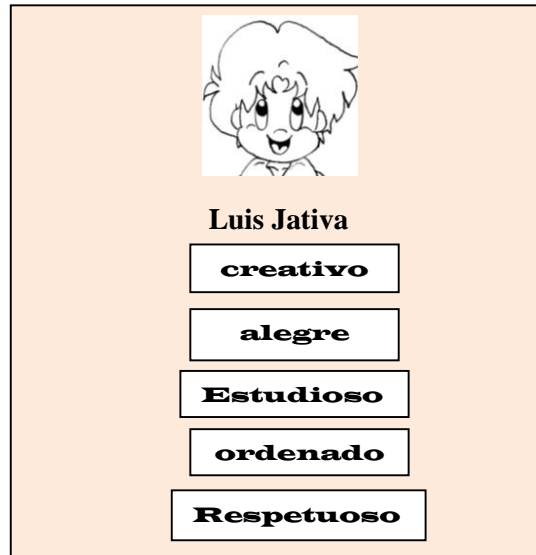 Luis Jativa
creativo
alegre
Estudioso
ordenado
Respetuoso